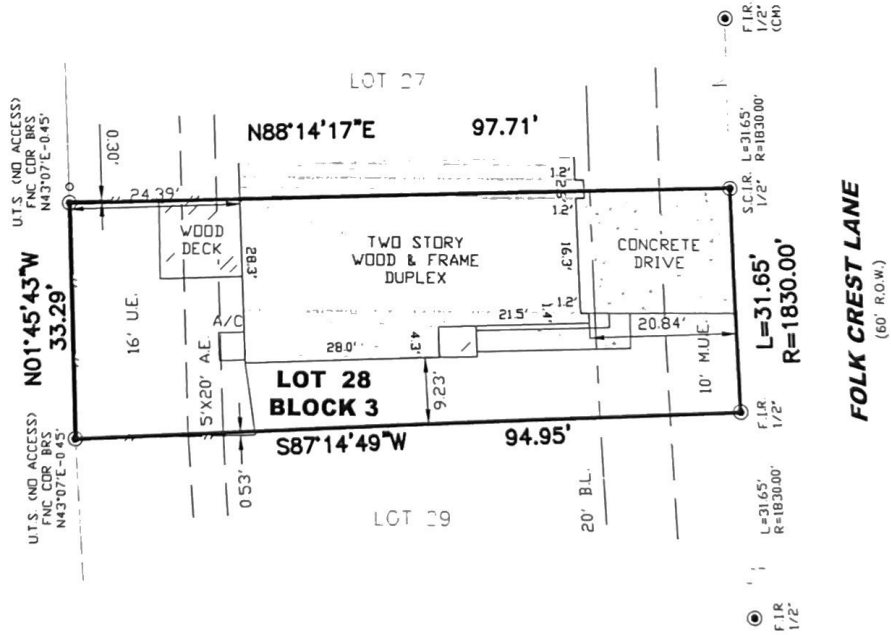 U.T.S. (NO ACCESS)
FNC COR BRS
N43°07'E-0.45'
0.30'
LOT 27
N88°14'17"E 97.71'
F.I.R.
1/2"
(CM)
L=31.65'
R=1830.00'
S.C.I.R.
1/2"
24.39'
WOOD
DECK
28.3'
TWO STORY
WOOD & FRAME
DUPLEX
1.2'
2.5'
1.2'
16.3'
1.2'
1.4'
21.5'
CONCRETE
DRIVE
20.84'
N01°45'43"W
33.29'
16' U.E.
5'X20' A.E.
A/C
28.0'
4.3'
9.23'
LOT 28
BLOCK 3
10' M.U.E.
L=31.65'
R=1830.00'
FOLK CREST LANE
(60' R.O.W.)
U.T.S. (NO ACCESS)
FNC COR BRS
N43°07'E-0.45'
0.53'
S87°14'49"W 94.95'
F.I.R.
1/2"
LOT 29
20' B.L.
L=31.65'
R=1830.00'
F.I.R
1/2"